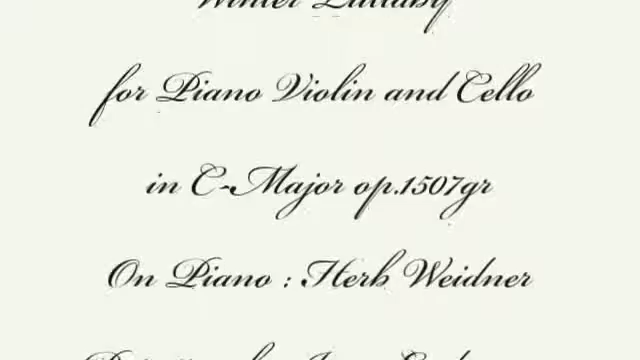 Winter Lullaby
for Piano Violin and Cello
in C-Major op.1507gr
On Piano : Herb Weidner